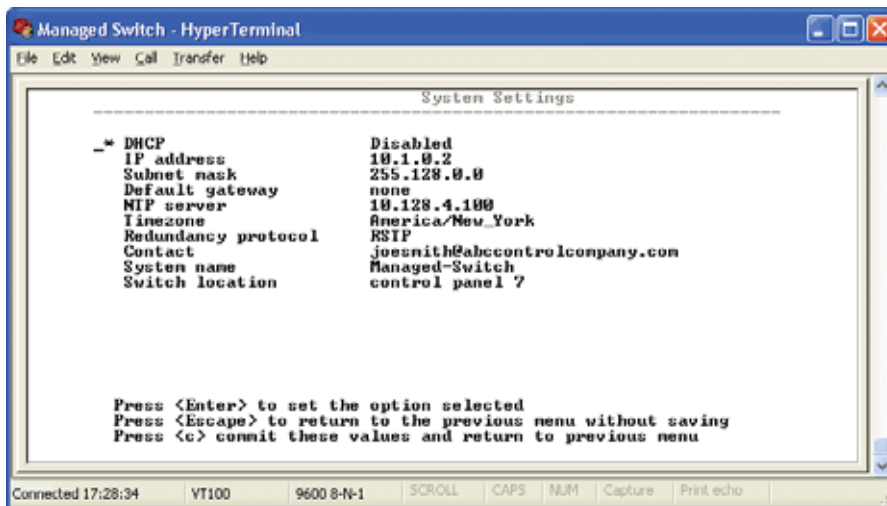 Managed Switch - HyperTerminal
File Edit View Call Transfer Help
System Settings
_* DHCP Disabled
IP address 10.1.0.2
Subnet mask 255.128.0.0
Default gateway none
NTP server 10.128.4.100
Timezone America/New_York
Redundancy protocol RSTP
Contact joesmith@abccontrolcompany.com
System name Managed-Switch
Switch location control panel 7
Press <Enter> to set the option selected
Press <Escape> to return to the previous menu without saving
Press <c> commit these values and return to previous menu
Connected 17:28:34 VT100 9600 8-N-1 SCROLL CAPS NUM Capture Print echo